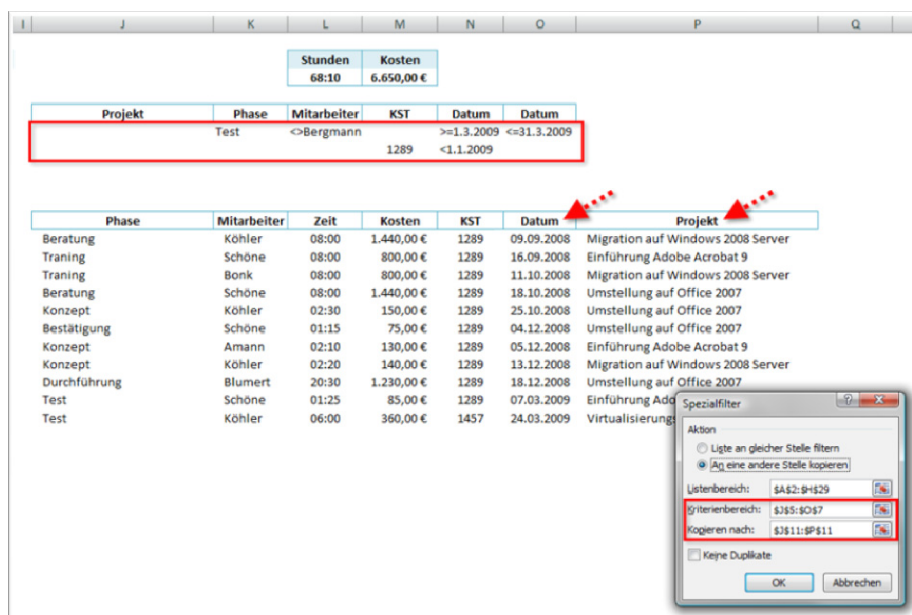 I J K L M N O P Q
Stunden Kosten
68:10 6.650,00 €
Projekt Phase Mitarbeiter KST Datum Datum
Test <>Bergmann >=1.3.2009 <=31.3.2009
1289 <1.1.2009
Phase Mitarbeiter Zeit Kosten KST Datum Projekt
Beratung Köhler 08:00 1.440,00 € 1289 09.09.2008 Migration auf Windows 2008 Server
Traning Schöne 08:00 800,00 € 1289 16.09.2008 Einführung Adobe Acrobat 9
Traning Bonk 08:00 800,00 € 1289 11.10.2008 Migration auf Windows 2008 Server
Beratung Schöne 08:00 1.440,00 € 1289 18.10.2008 Umstellung auf Office 2007
Konzept Köhler 02:30 150,00 € 1289 25.10.2008 Umstellung auf Office 2007
Bestätigung Schöne 01:15 75,00 € 1289 04.12.2008 Umstellung auf Office 2007
Konzept Amann 02:10 130,00 € 1289 05.12.2008 Einführung Adobe Acrobat 9
Konzept Köhler 02:20 140,00 € 1289 13.12.2008 Migration auf Windows 2008 Server
Durchführung Blumert 20:30 1.230,00 € 1289 18.12.2008 Umstellung auf Office 2007
Test Schöne 01:25 85,00 € 1289 07.03.2009 Einführung Ado
Test Köhler 06:00 360,00 € 1457 24.03.2009 Virtualisierung
Spezialfilter
Aktion
Liste an gleicher Stelle filtern
An eine andere Stelle kopieren
Listenbereich: $A$2:$H$29
Kriterienbereich: $J$5:$O$7
Kopieren nach: $J$11:$P$11
Keine Duplikate
OK Abbrechen